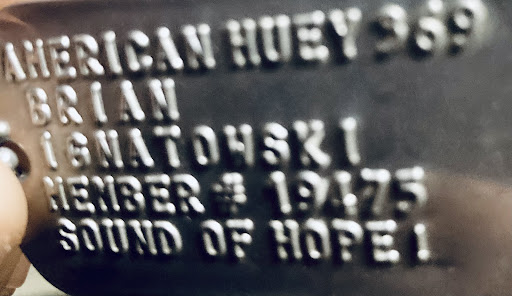 AMERICAN HUEY 369
BRIAN
IGNATOWSKI
MEMBER # 19475
SOUND OF HOPE!